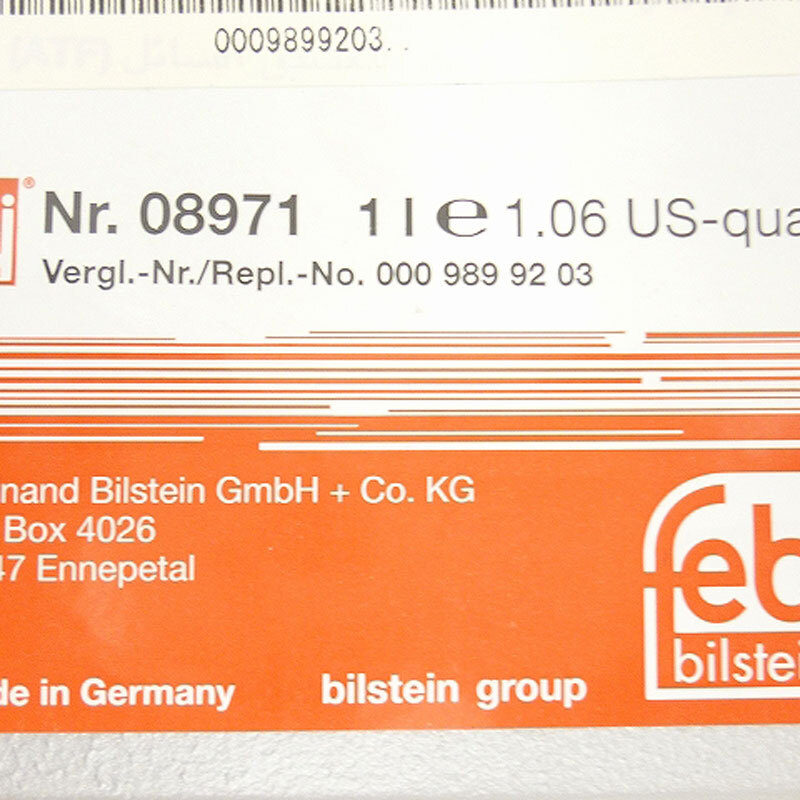 0009899203..
Nr. 08971 1 l e 1.06 US-qua
Vergl.-Nr./Repl.-No. 000 989 92 03
nand Bilstein GmbH + Co. KG
Box 4026
47 Ennepetal
feb
bilstei
de in Germany bilstein group